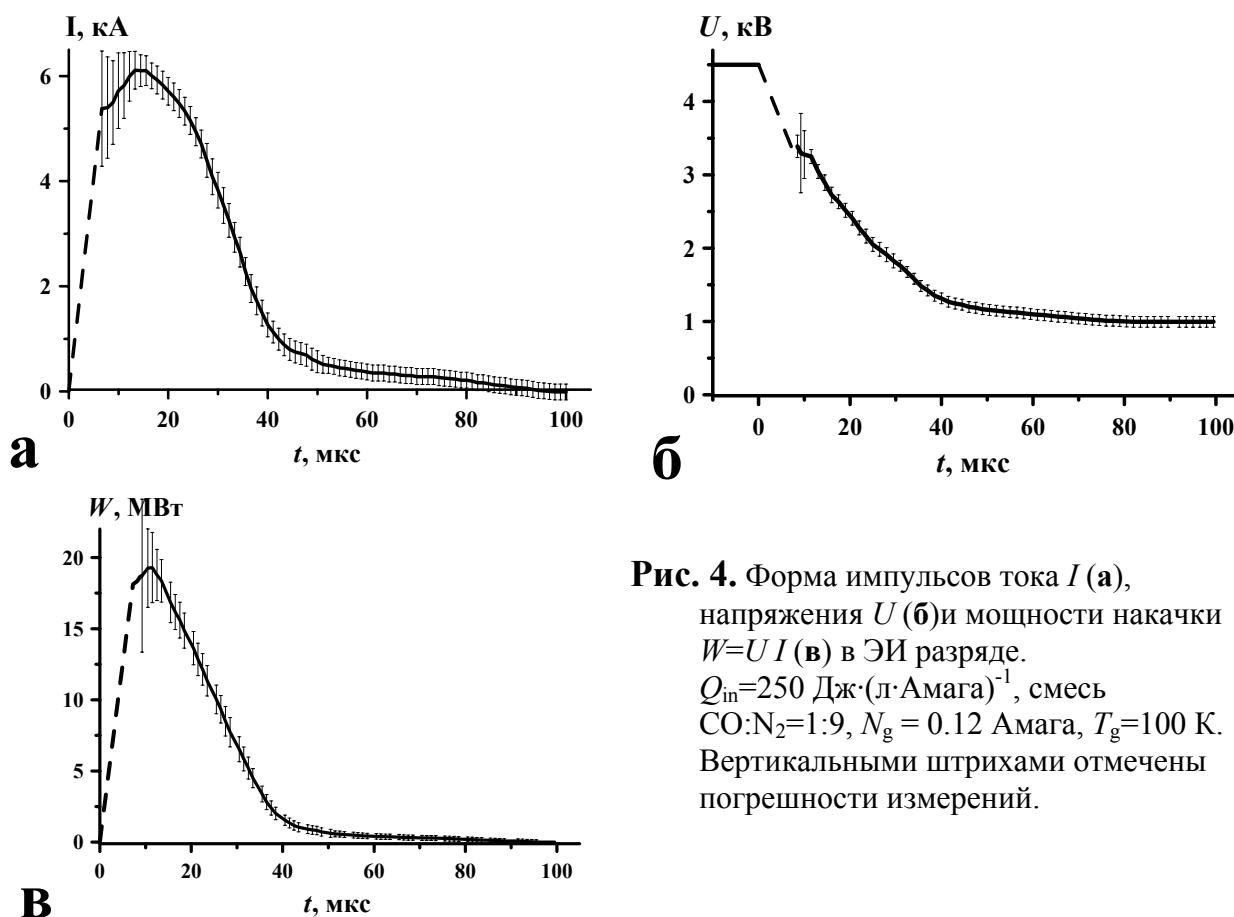 I, кА
6
4
2
0
0 20 40 60 80 100
t, мкс
а
U, кВ
4
3
2
1
0
0 20 40 60 80 100
t, мкс
б
W, МВт
20
15
10
5
0
0 20 40 60 80 100
t, мкс
в
Рис. 4. Форма импульсов тока I (а),
напряжения U (б)и мощности накачки
W=U I (в) в ЭИ разряде.
Qin=250 Дж·(л·Амага)-1, смесь
CO:N2=1:9, Ng = 0.12 Амага, Tg=100 К.
Вертикальными штрихами отмечены
погрешности измерений.